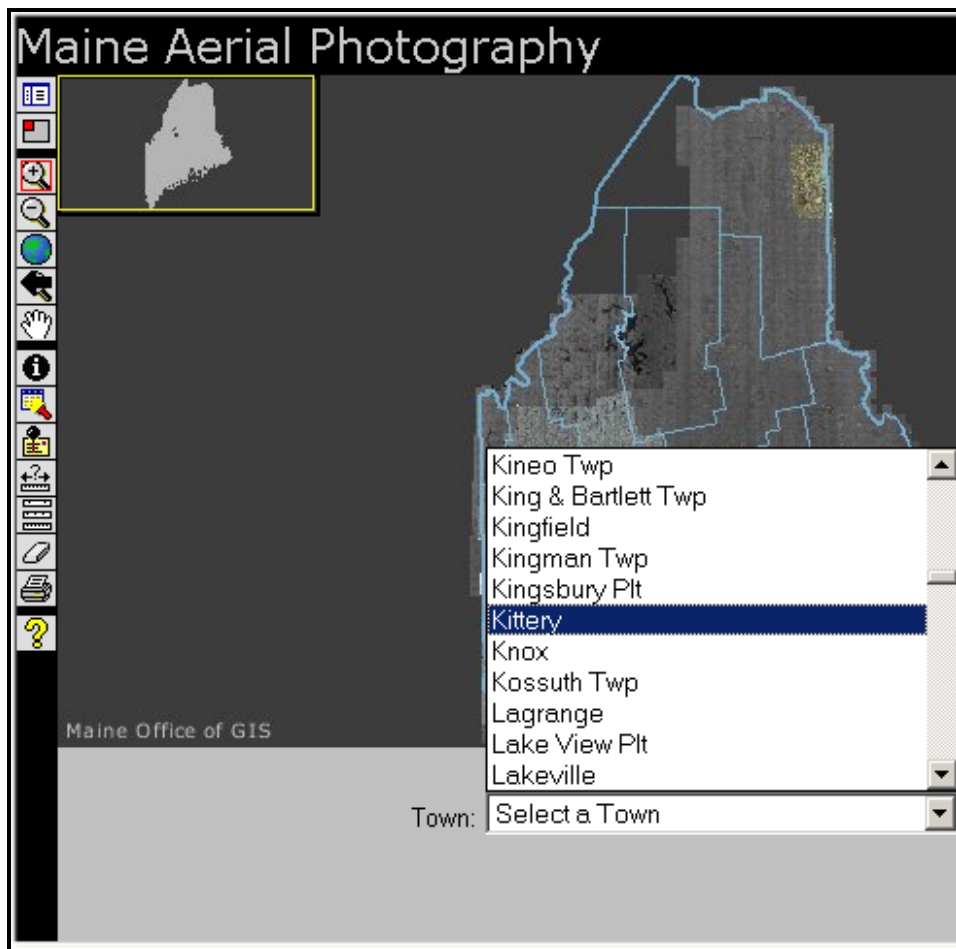 Maine Aerial Photography
Kineo Twp
King & Bartlett Twp
Kingfield
Kingman Twp
Kingsbury Plt
Kittery
Knox
Kossuth Twp
Lagrange
Lake View Plt
Lakeville
Maine Office of GIS
Town: Select a Town